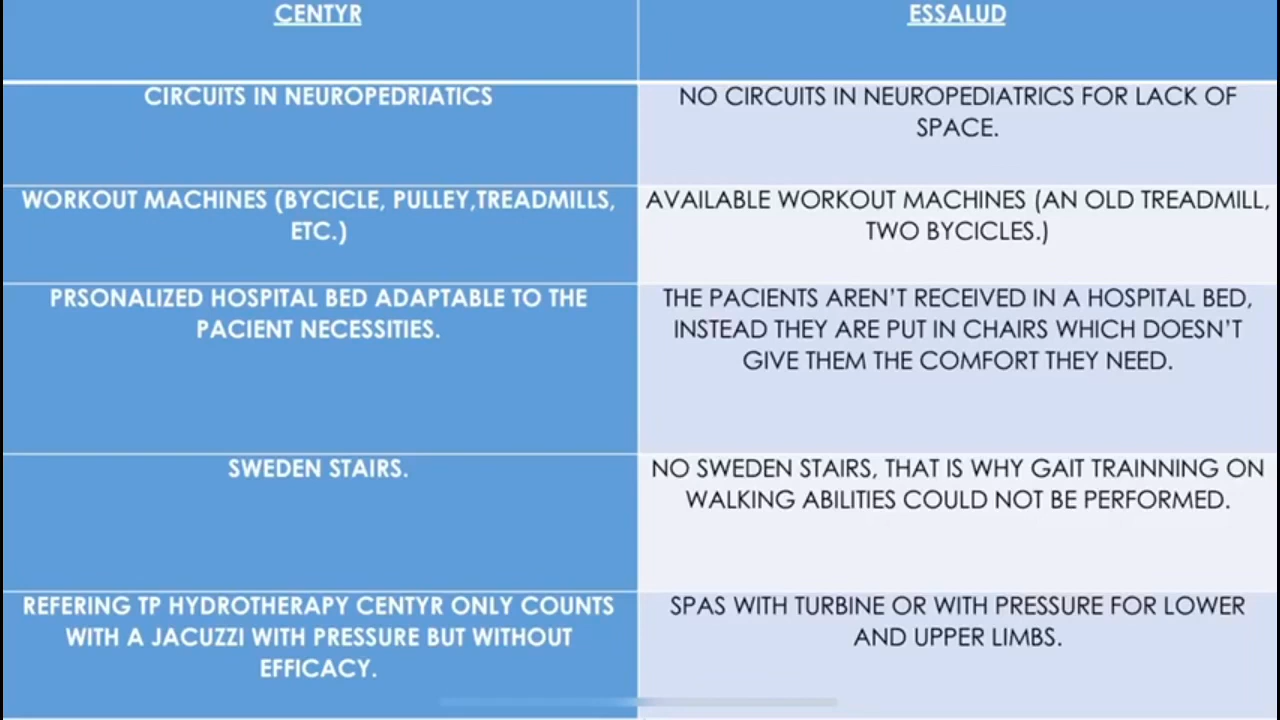 CENTYR
ESSALUD
CIRCUITS IN NEUROPEDRIATICS
NO CIRCUITS IN NEUROPEDIATRICS FOR LACK OF
SPACE.
WORKOUT MACHINES (BYCICLE, PULLEY,TREADMILLS,
ETC.)
AVAILABLE WORKOUT MACHINES (AN OLD TREADMILL,
TWO BYCICLES.)
PRSONALIZED HOSPITAL BED ADAPTABLE TO THE
PACIENT NECESSITIES.
THE PACIENTS AREN'T RECEIVED IN A HOSPITAL BED,
INSTEAD THEY ARE PUT IN CHAIRS WHICH DOESN'T
GIVE THEM THE COMFORT THEY NEED.
SWEDEN STAIRS.
NO SWEDEN STAIRS, THAT IS WHY GAIT TRAINNING ON
WALKING ABILITIES COULD NOT BE PERFORMED.
REFERING TP HYDROTHERAPY CENTYR ONLY COUNTS
WITH A JACUZZI WITH PRESSURE BUT WITHOUT
EFFICACY.
SPAS WITH TURBINE OR WITH PRESSURE FOR LOWER
AND UPPER LIMBS.